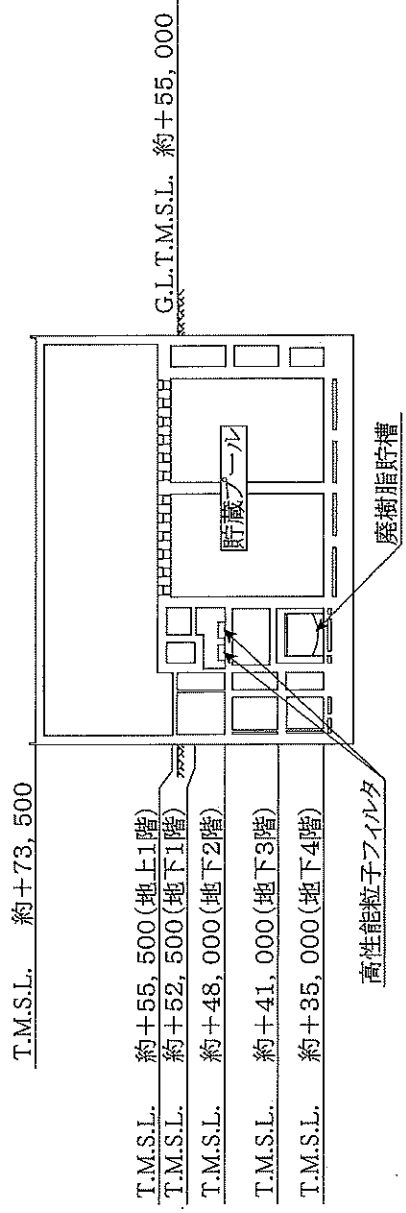 T.M.S.L. 約+73, 500
G.L.T.M.S.L. 約+55, 000
T.M.S.L. 約+55, 500(地上1階)
T.M.S.L. 約+52, 500(地下1階)
T.M.S.L. 約+48, 000(地下2階)
T.M.S.L. 約+41, 000(地下3階)
T.M.S.L. 約+35, 000(地下4階)
貯蔵プール
高性能粒子フィルタ
廃樹脂貯槽